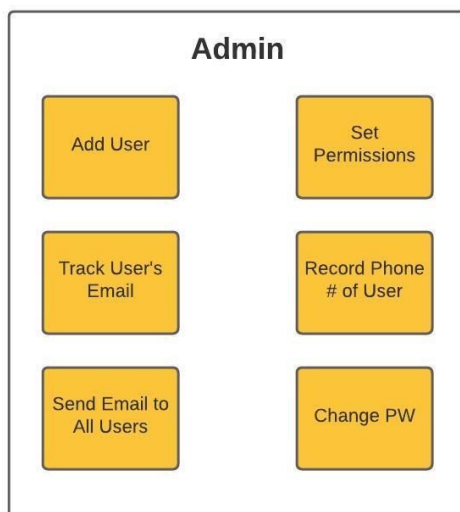 Admin
Add User
Set
Permissions
Track User's
Email
Record Phone
# of User
Send Email to
All Users
Change PW